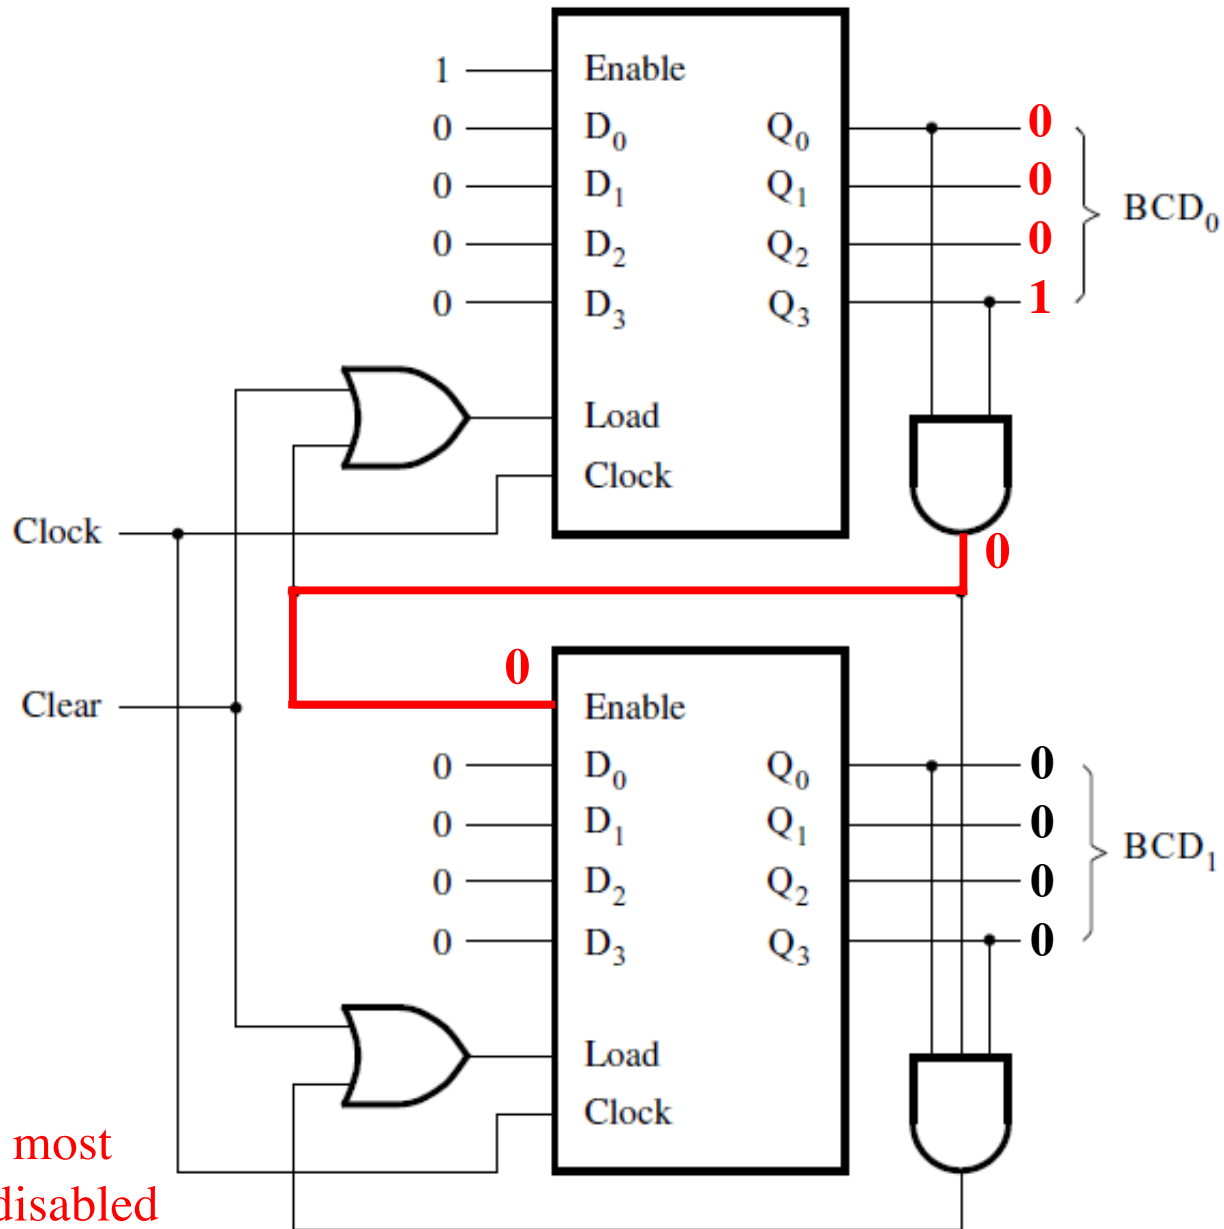 1 Enable
0 D0 Q0 0
0 D1 Q1 0
0 D2 Q2 0
0 D3 Q3 1
BCD0
Load
Clock
Clock
0
0
Clear
Enable
0 D0 Q0 0
0 D1 Q1 0
0 D2 Q2 0
0 D3 Q3 0
BCD1
Load
Clock
most
disabled